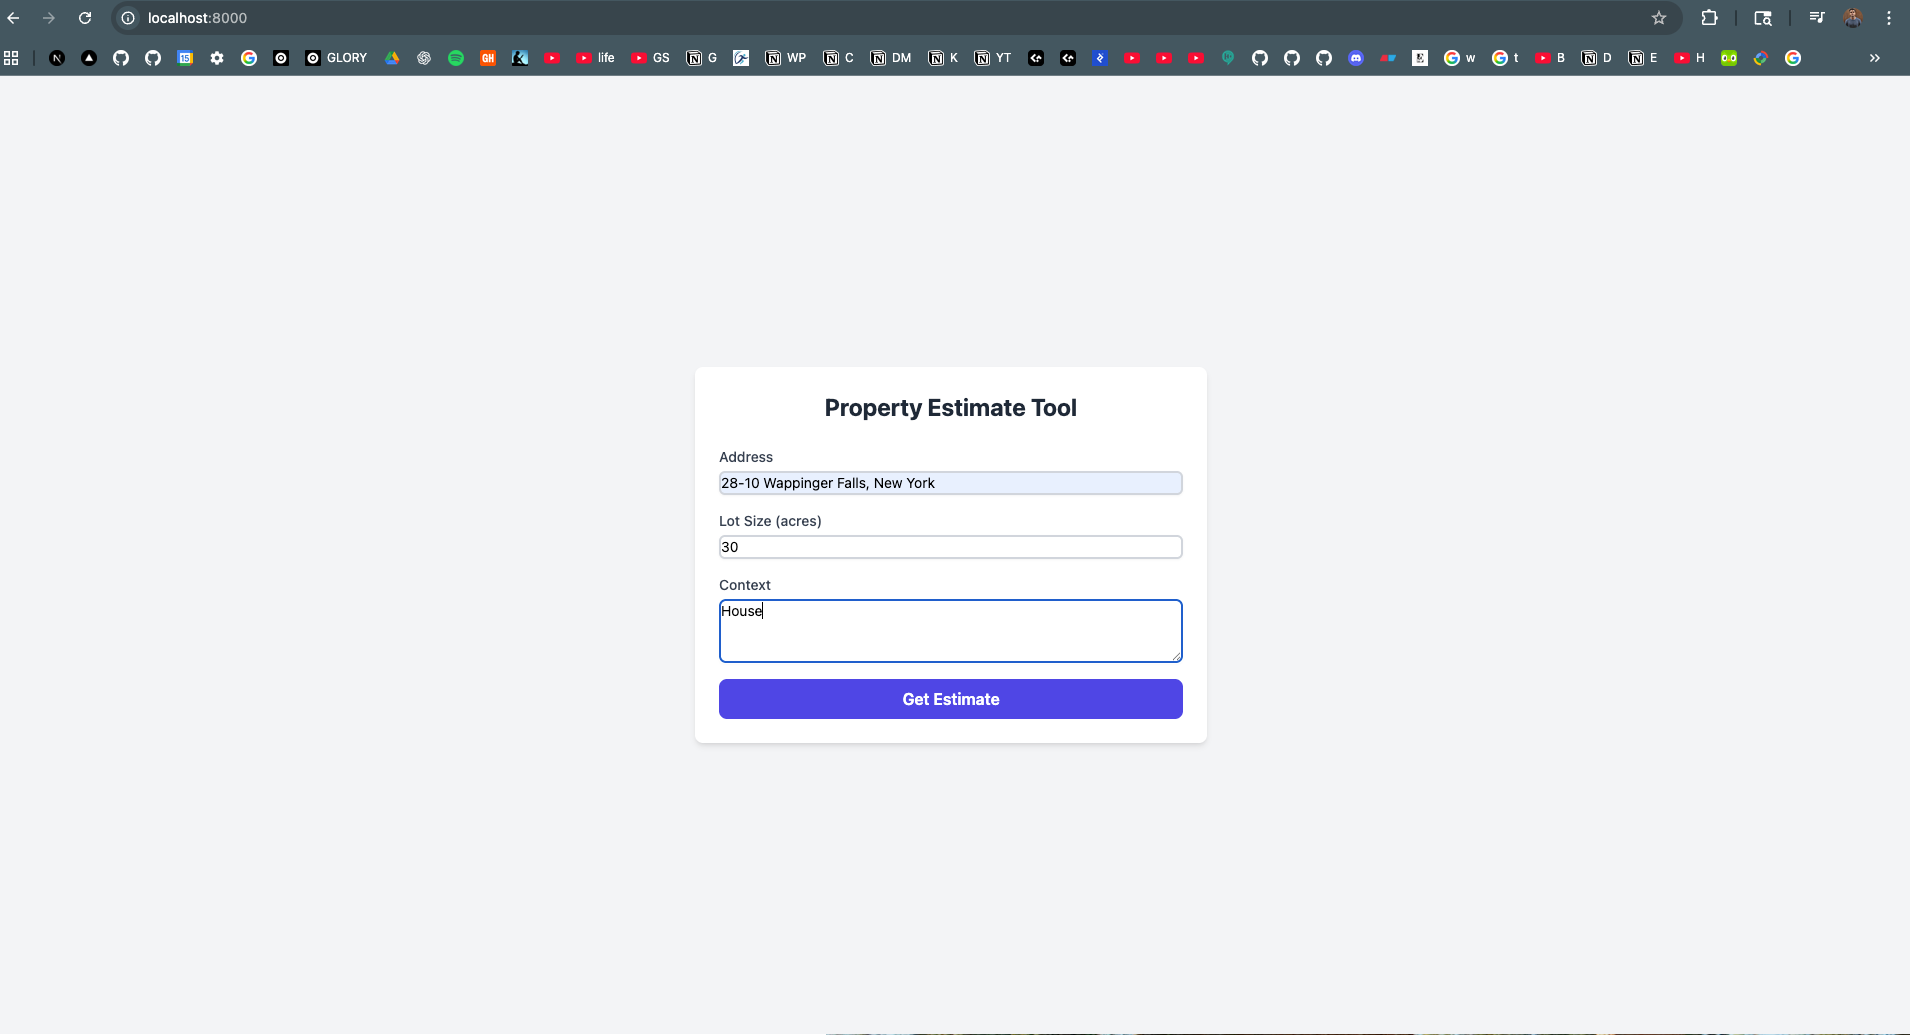 localhost:8000
GLORY life GS G WP C DM K YT w t B D E H
Property Estimate Tool
Address
28-10 Wappinger Falls, New York
Lot Size (acres)
30
Context
House
Get Estimate